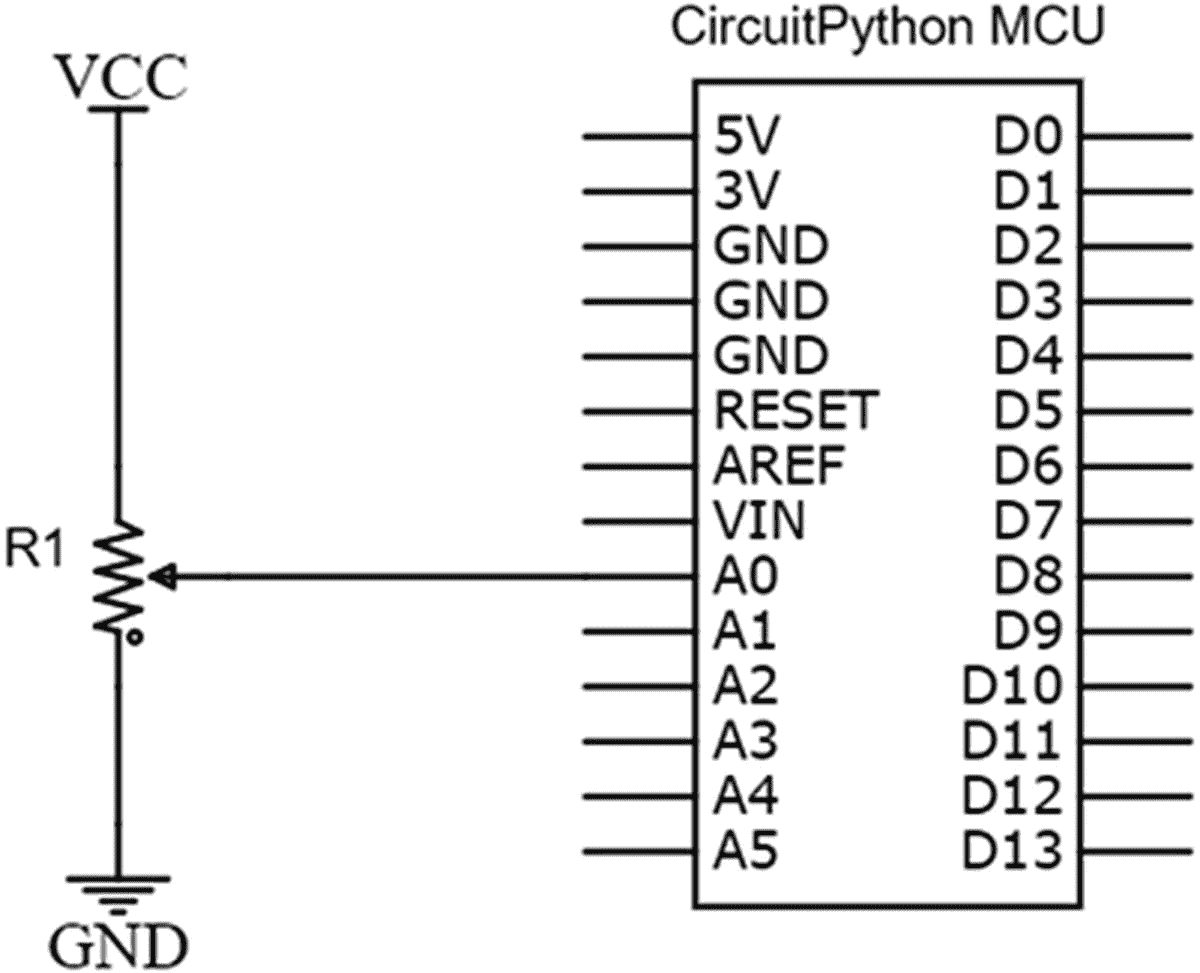 CircuitPython MCU
VCC
5V D0
3V D1
GND D2
GND D3
GND D4
RESET D5
AREF D6
VIN D7
R1
A0 D8
A1 D9
A2 D10
A3 D11
A4 D12
A5 D13
GND